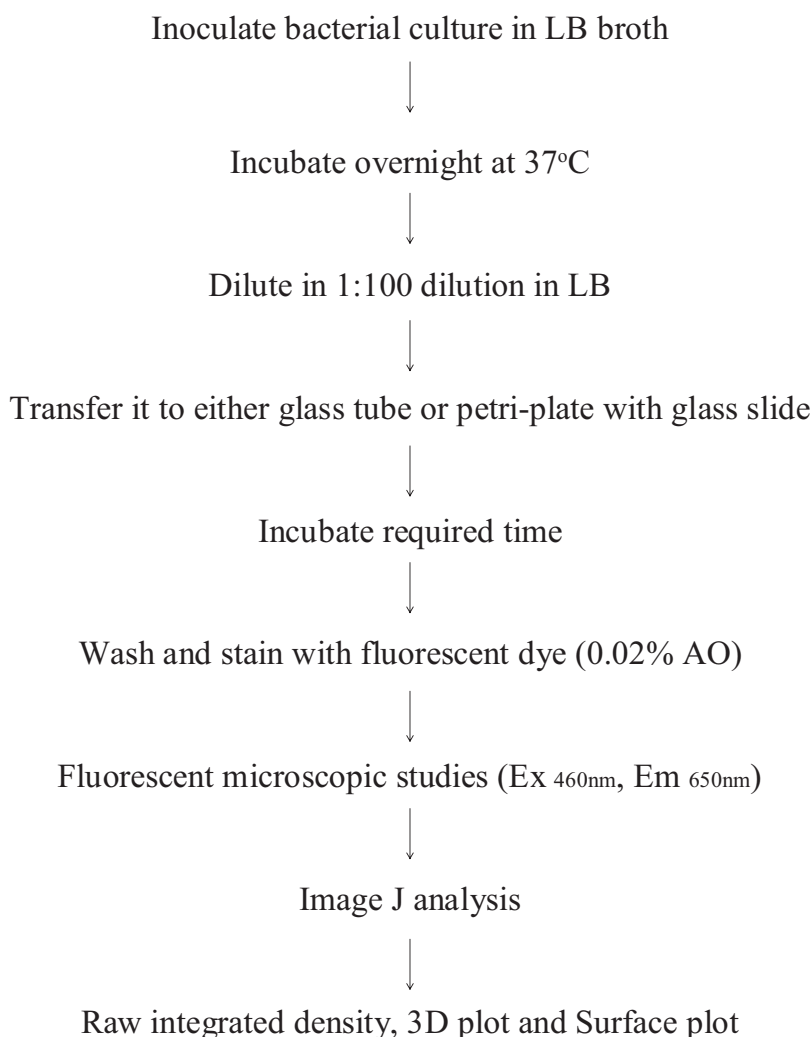 Inoculate bacterial culture in LB broth
Incubate overnight at 37°C
Dilute in 1:100 dilution in LB
Transfer it to either glass tube or petri-plate with glass slide
Incubate required time
Wash and stain with fluorescent dye (0.02% AO)
Fluorescent microscopic studies (Ex 460nm, Em 650nm)
Image J analysis
Raw integrated density, 3D plot and Surface plot